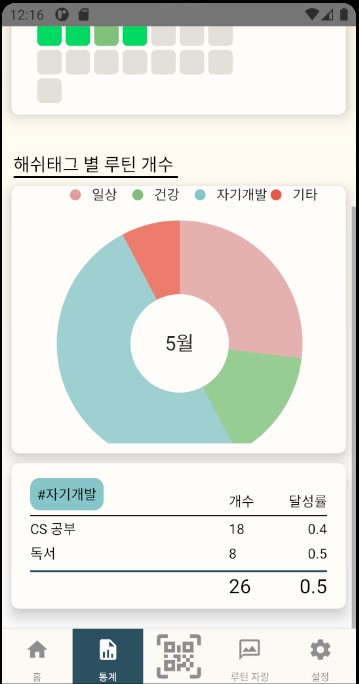 12:16
해쉬태그 별 루틴 개수
일상 건강 자기개발 기타
5월
#자기개발
개수 달성률
CS 공부 18 0.4
독서 8 0.5
26 0.5
홈 통계 루틴 자랑 설정